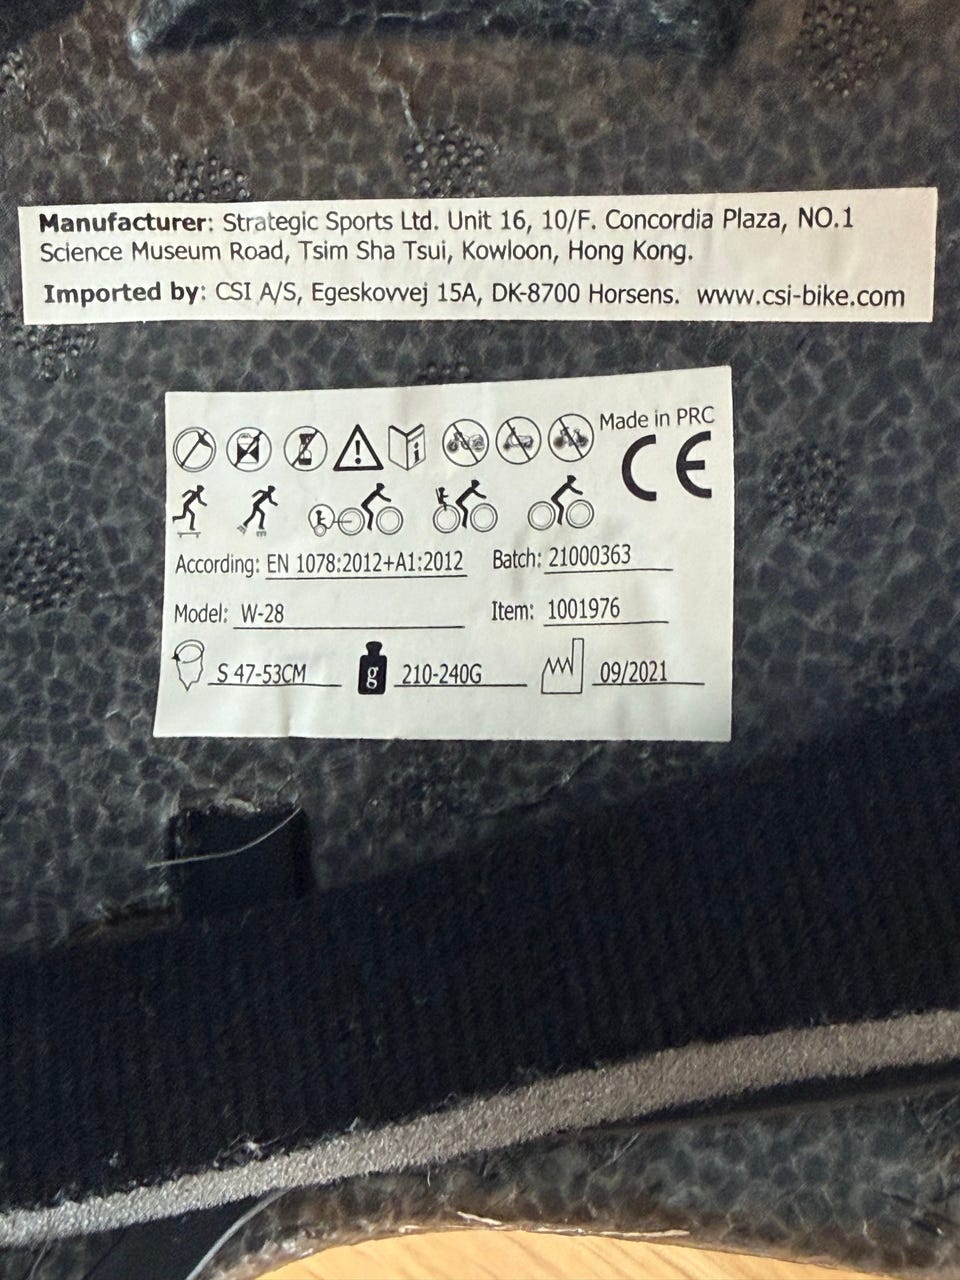 Manufacturer: Strategic Sports Ltd. Unit 16, 10/F. Concordia Plaza, NO.1
Science Museum Road, Tsim Sha Tsui, Kowloon, Hong Kong.
Imported by: CSI A/S, Egeskovvej 15A, DK-8700 Horsens. www.csi-bike.com
Made in PRC
CE
According: EN 1078:2012+A1:2012 Batch: 21000363
Model: W-28 Item: 1001976
S 47-53CM g 210-240G 09/2021